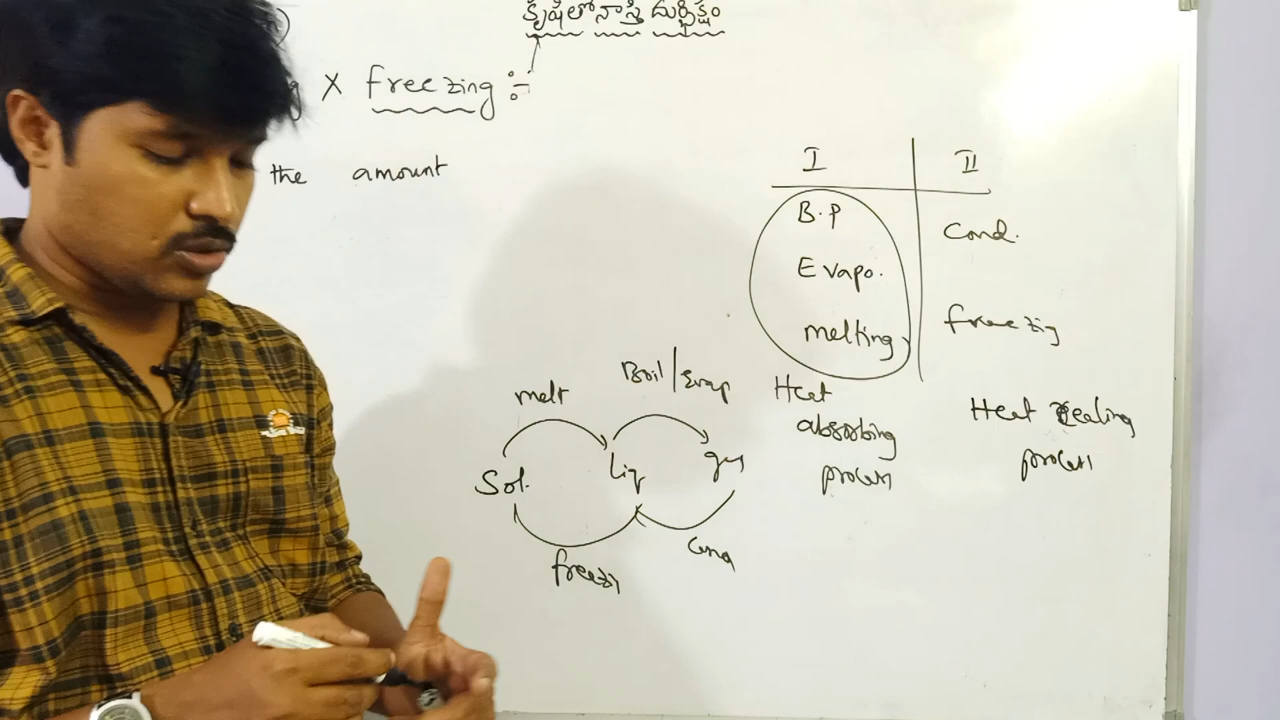 కృషితో నాస్తి దుర్భిక్షం
g X freezing :-
the amount
I II
B.P
Cond.
Evapo.
freezig
melting
Heat absorbing process
Heat realing process
melt
Boil/Evap
Sol. Liq gas
freezi
Cond